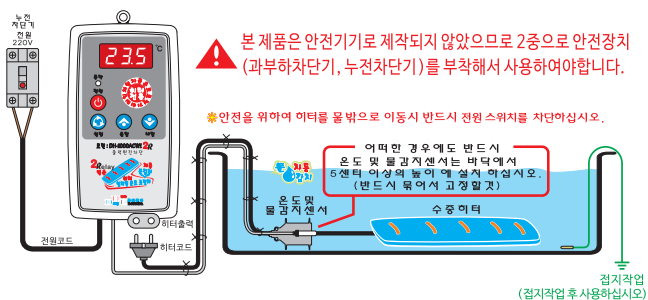 누전
차단기
전원
220V
23.5 °C
본 제품은 안전기기로 제작되지 않았으므로 2중으로 안전장치
(과부하차단기, 누전차단기)를 부착해서 사용하여야합니다.
안전을 위하여 히터를 물 밖으로 이동시 반드시 전원 스위치를 차단하십시오.
어떠한 경우에도 반드시
온도 및 물감지센서는 바닥에서
5센티 이상의 높이에 설치 하십시오.
(반드시 묶어서 고정할것)
물 자동
감지
온도및
물감지센서
수중히터
히터출력
히터코드
전원코드
접지작업
(접지작업 후 사용하십시오)